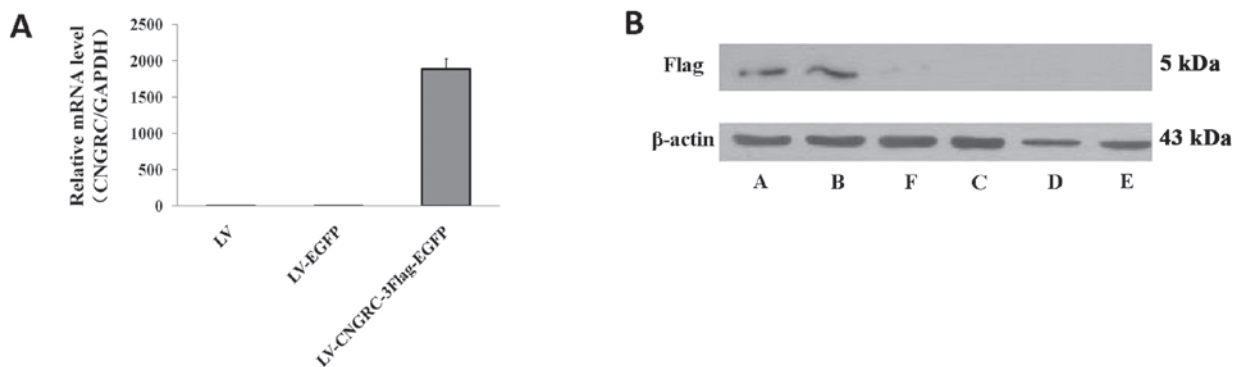 A
Relative mRNA level
（CNGRC/GAPDH）
2500
2000
1500
1000
500
0
LV
LV-EGFP
LV-CNGRC-3Flag-EGFP
B
Flag
5 kDa
β-actin
43 kDa
A B F C D E